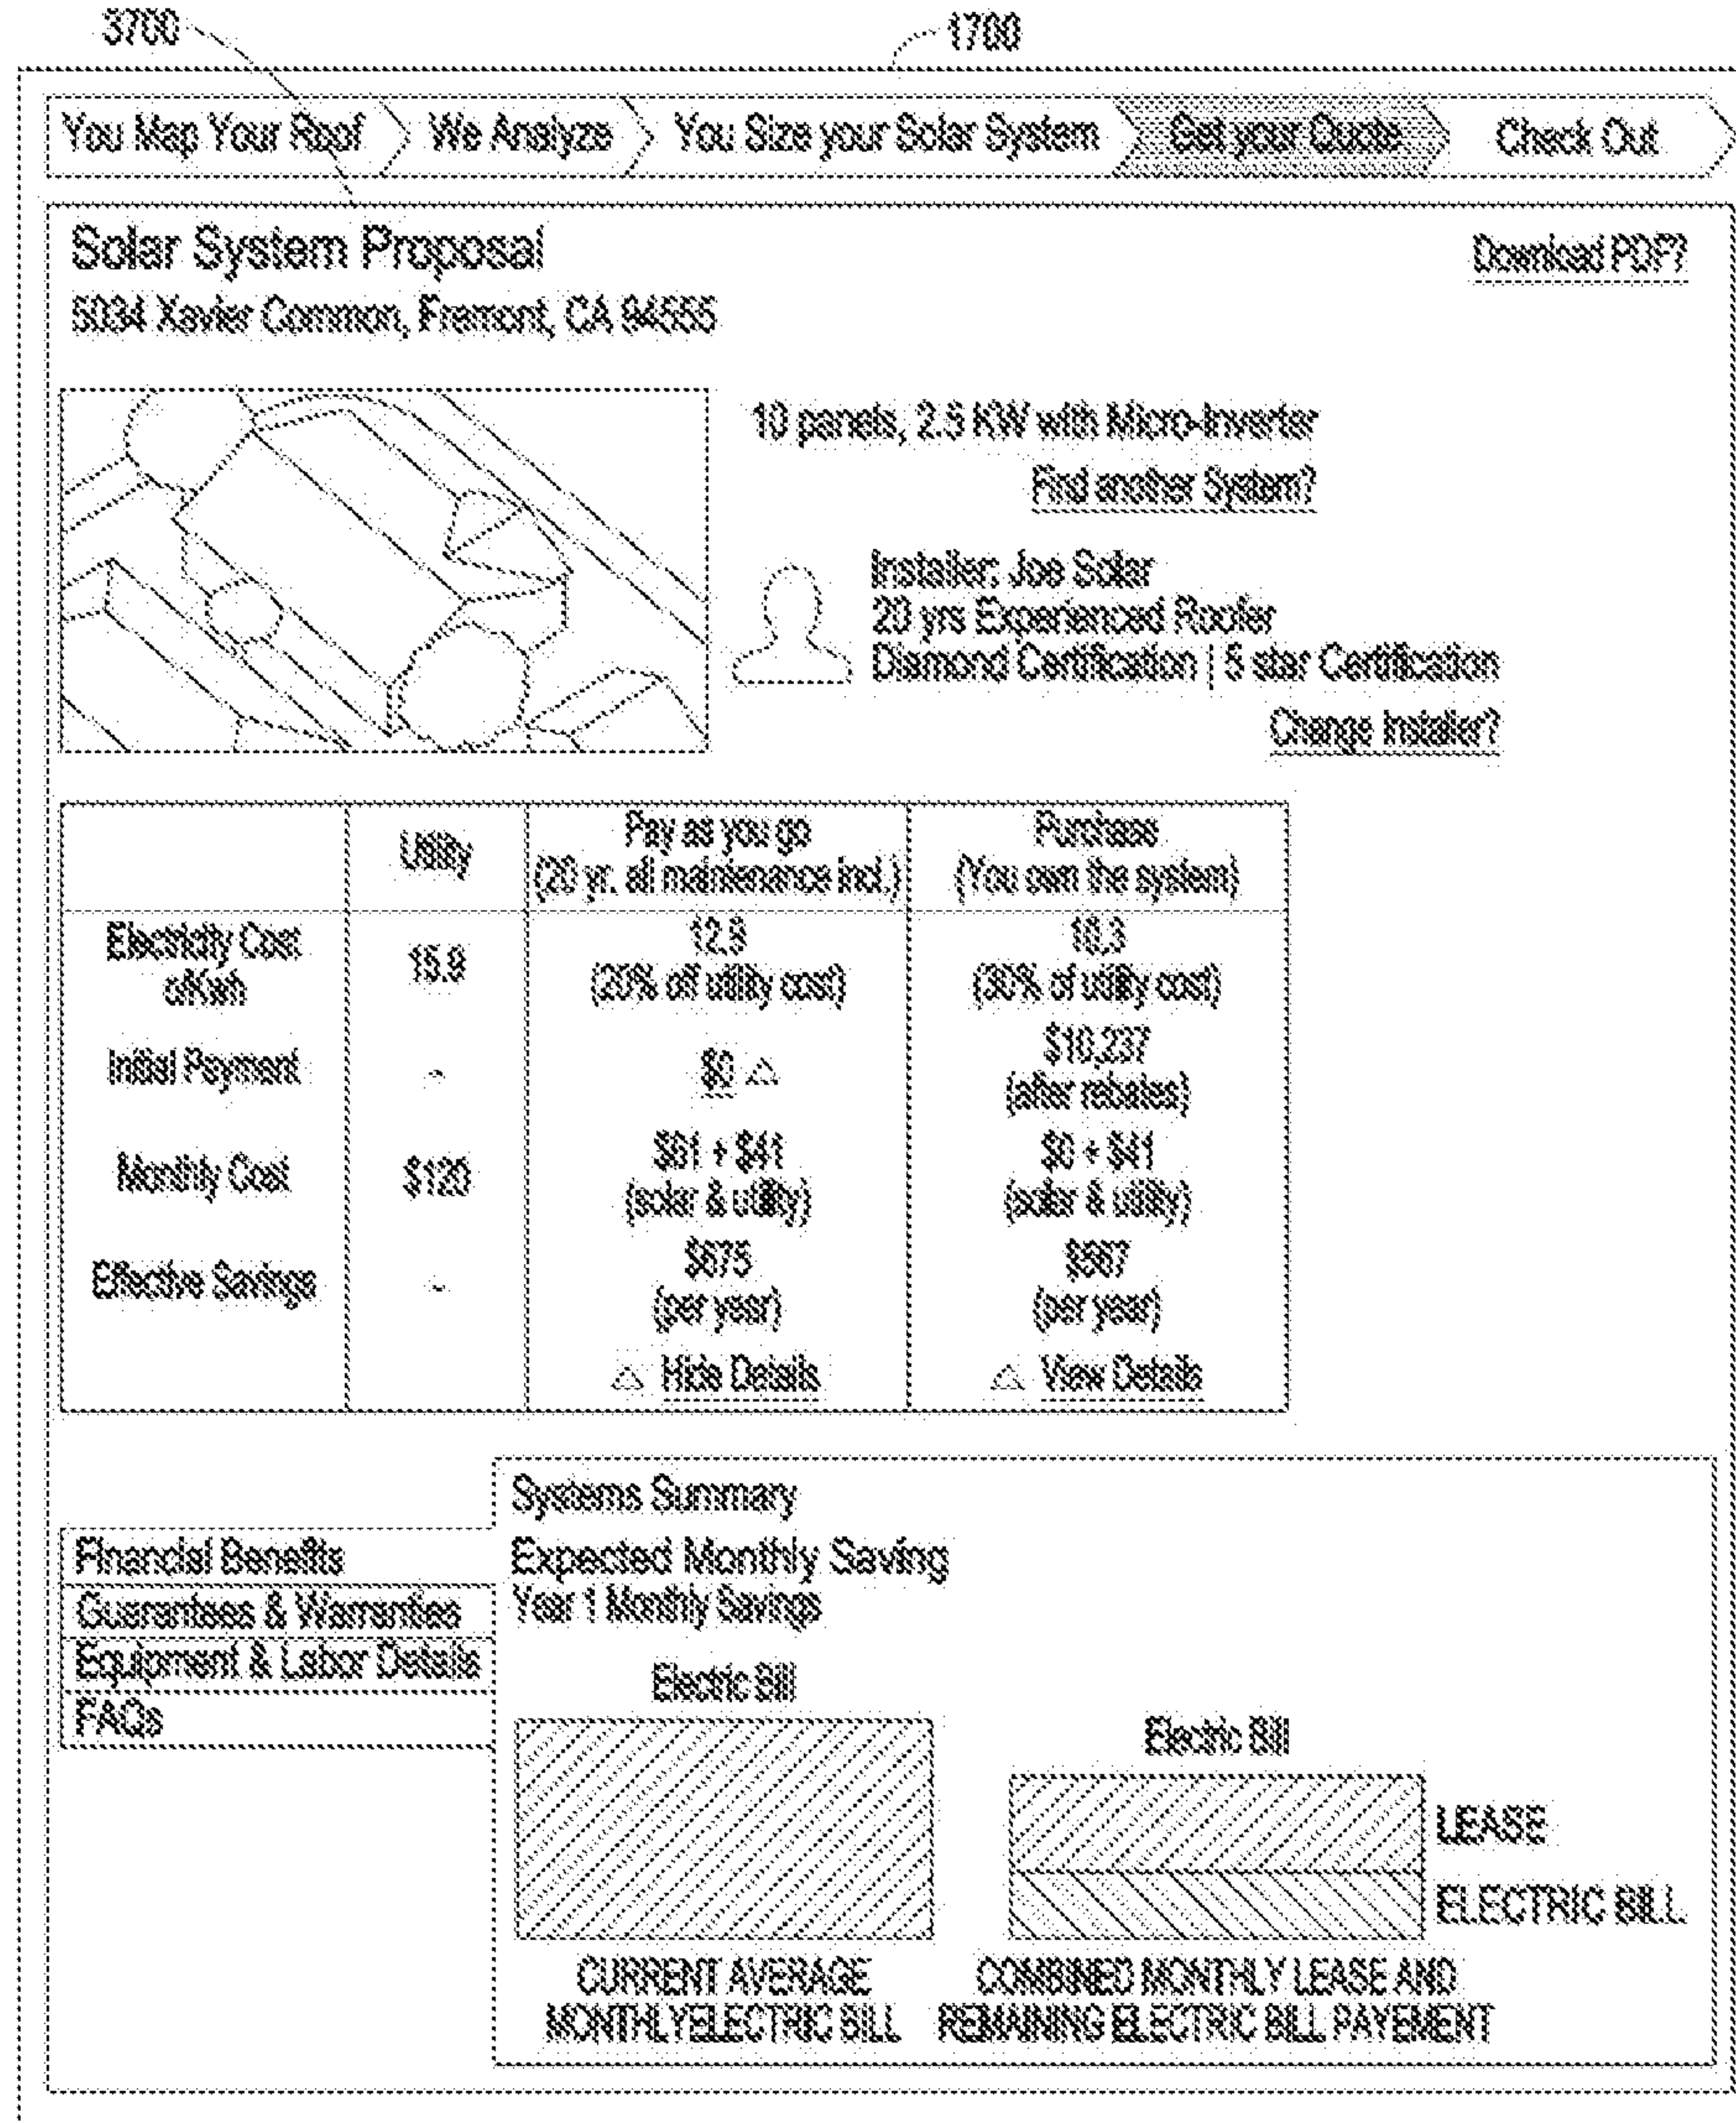 3700
1700
You Map Your Roof
We Analyze
You Size your Solar System
Get your Quote
Check Out
Solar System Proposal
Download PDF?
5034 Xavier Common, Fremont, CA 94555
10 panels, 2.5 KW with Micro-Inverter
Find another System?
Installer: Joe Solar
20 yrs Experienced Roofer
Diamond Certification | 5 star Certification
Change Installer?
Utility
Pay as you go
(20 yr. all maintenance incl.)
Purchase
(You own the system)
Electricity Cost
c/Kwh
15.9
(20% off utility cost)
10.3
(30% of utility cost)
Initial Payment
-
$0
$10,237
(after rebates)
Monthly Cost
$120
$61 + $41
(solar & utility)
$0 + $41
(solar & utility)
Effective Savings
-
(per year)
(per year)
Hide Details
View Details
Systems Summary
Financial Benefits
Guarantees & Warranties
Equipment & Labor Details
FAQs
Expected Monthly Saving
Year 1 Monthly Savings
Electric Bill
Electric Bill
LEASE
ELECTRIC BILL
CURRENT AVERAGE
MONTHLYELECTRIC BILL
COMBINED MONTHLY LEASE AND
REMAINING ELECTRIC BILL PAYEMENT